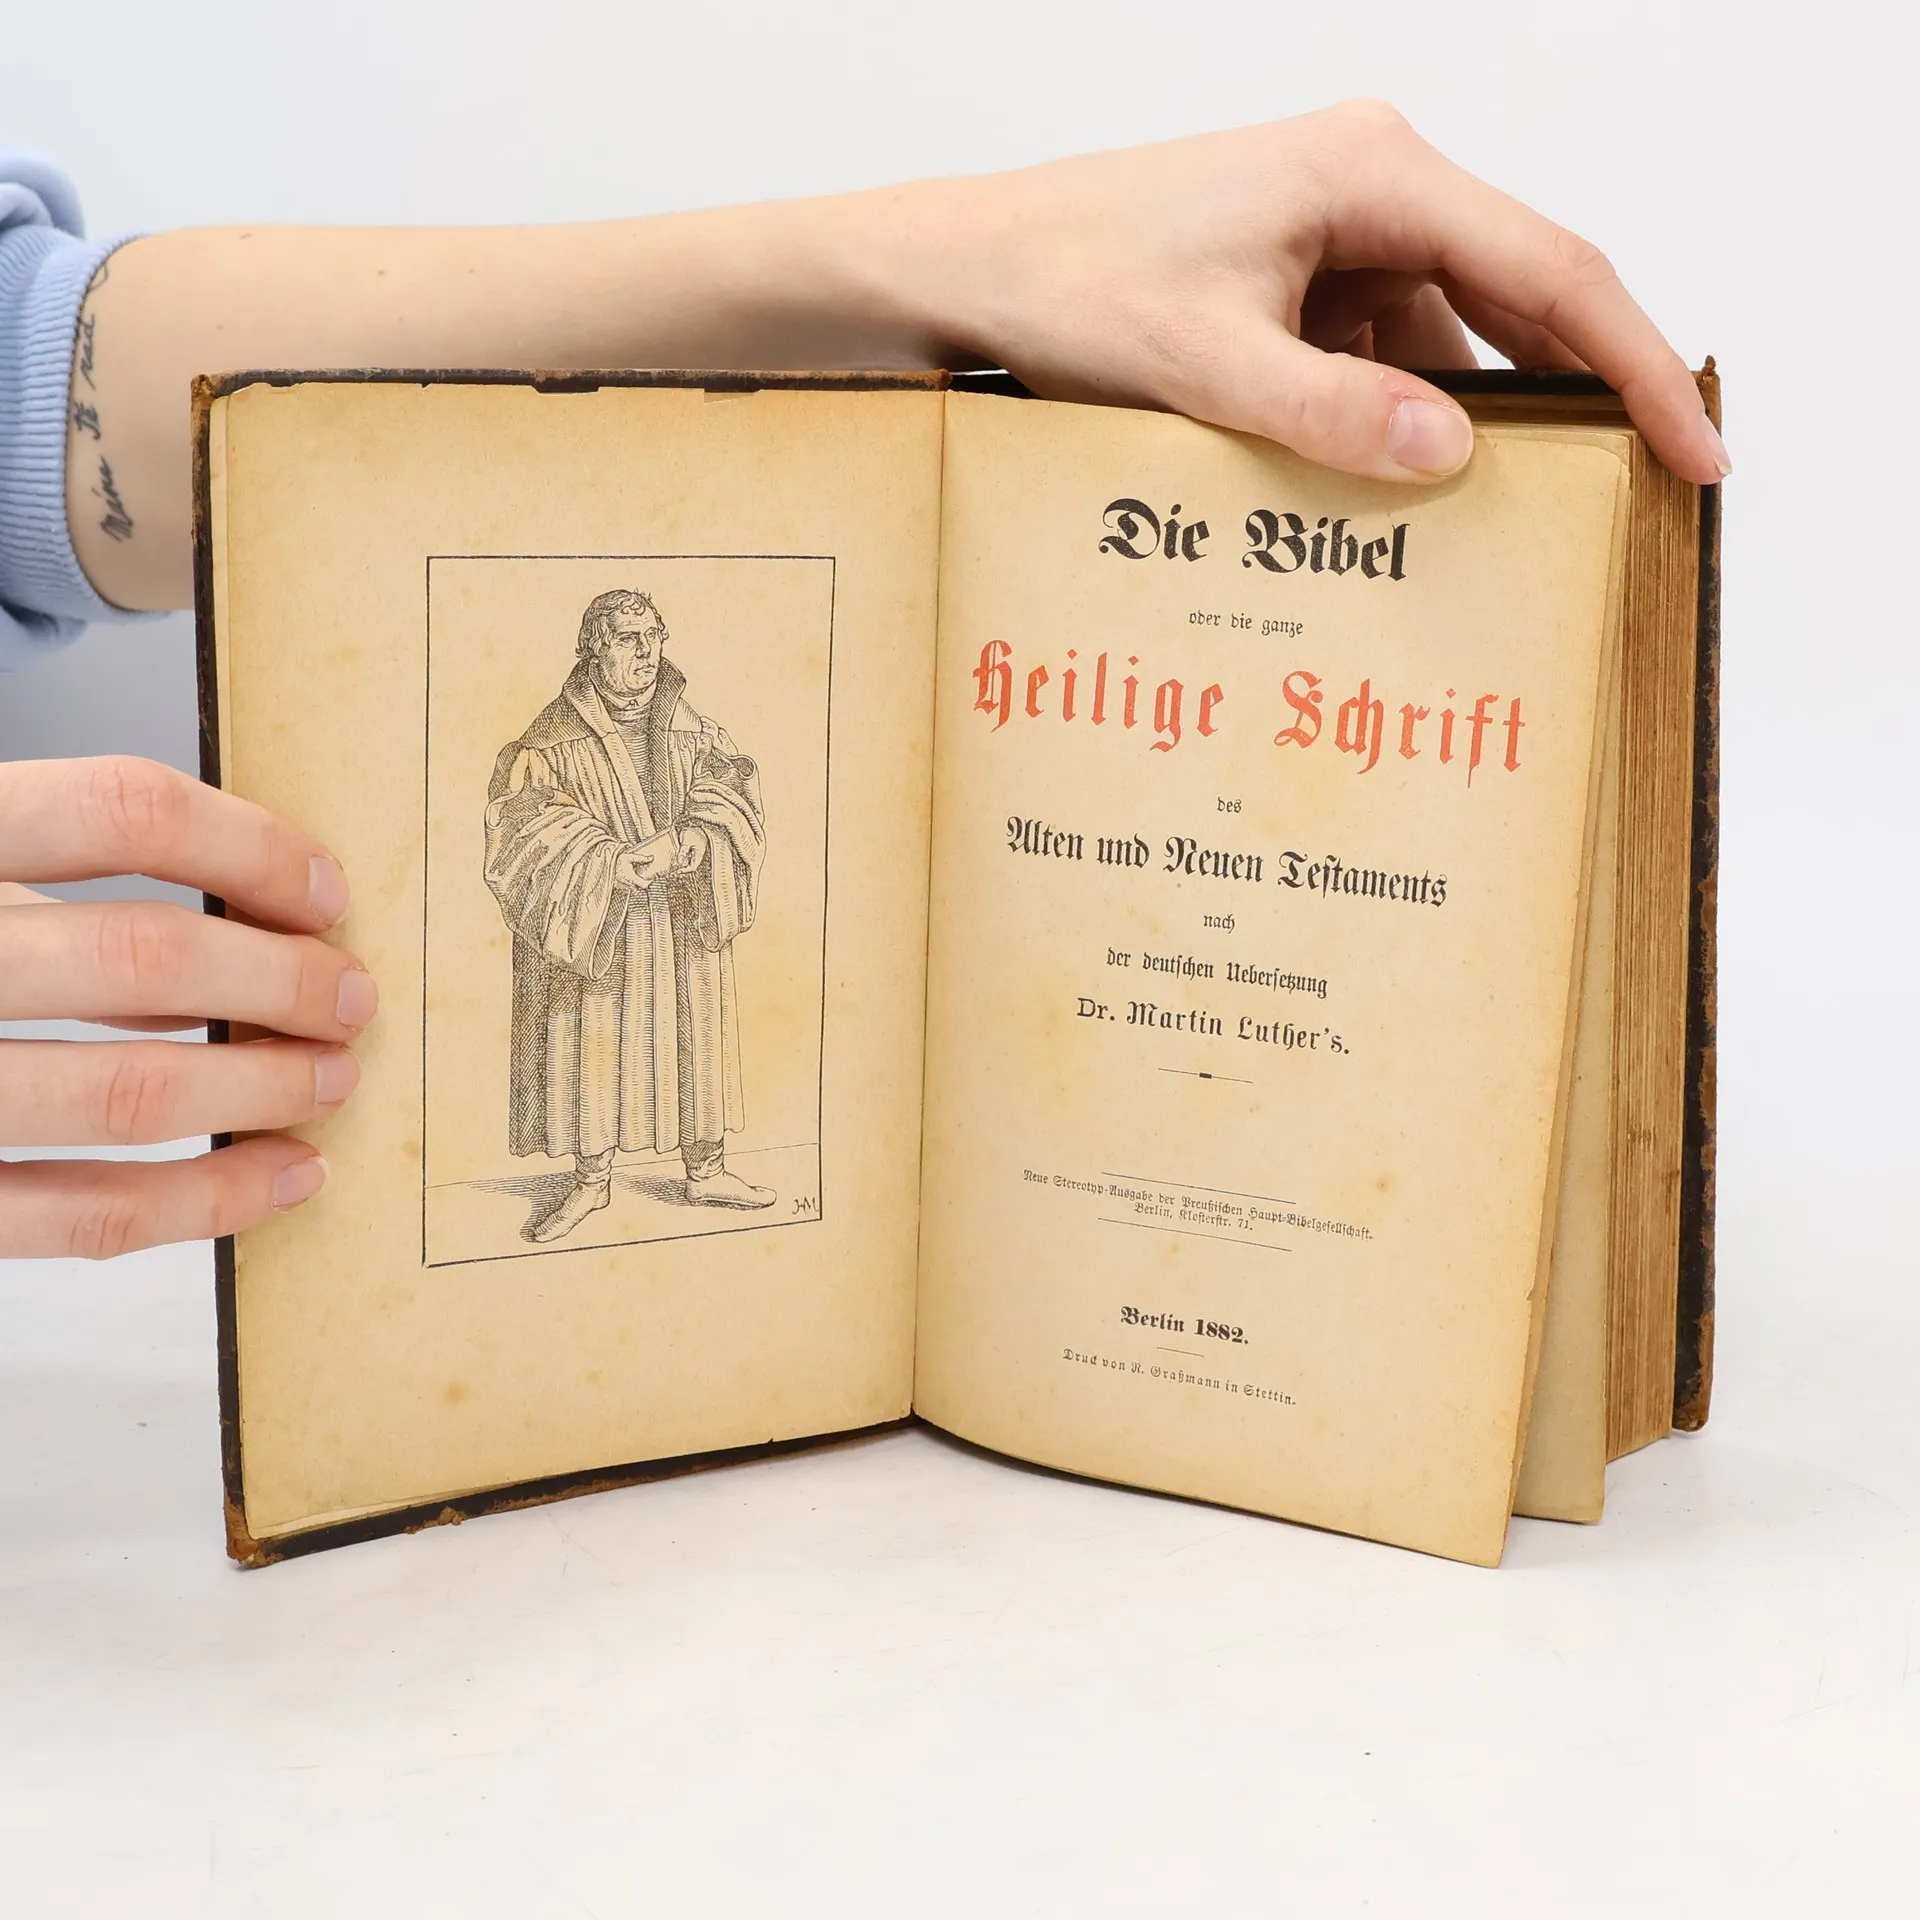 Die Bibel
oder die ganze
Heilige Schrift
des
Alten und Neuen Testaments
nach
der deutschen Uebersetzung
Dr. Martin Luther's.
Neue Stereotyp-Ausgabe der Preußischen Haupt-Bibelgesellschaft.
Berlin, Klosterstr. 71.
Berlin 1882.
Druck von R. Graßmann in Stettin.
HM